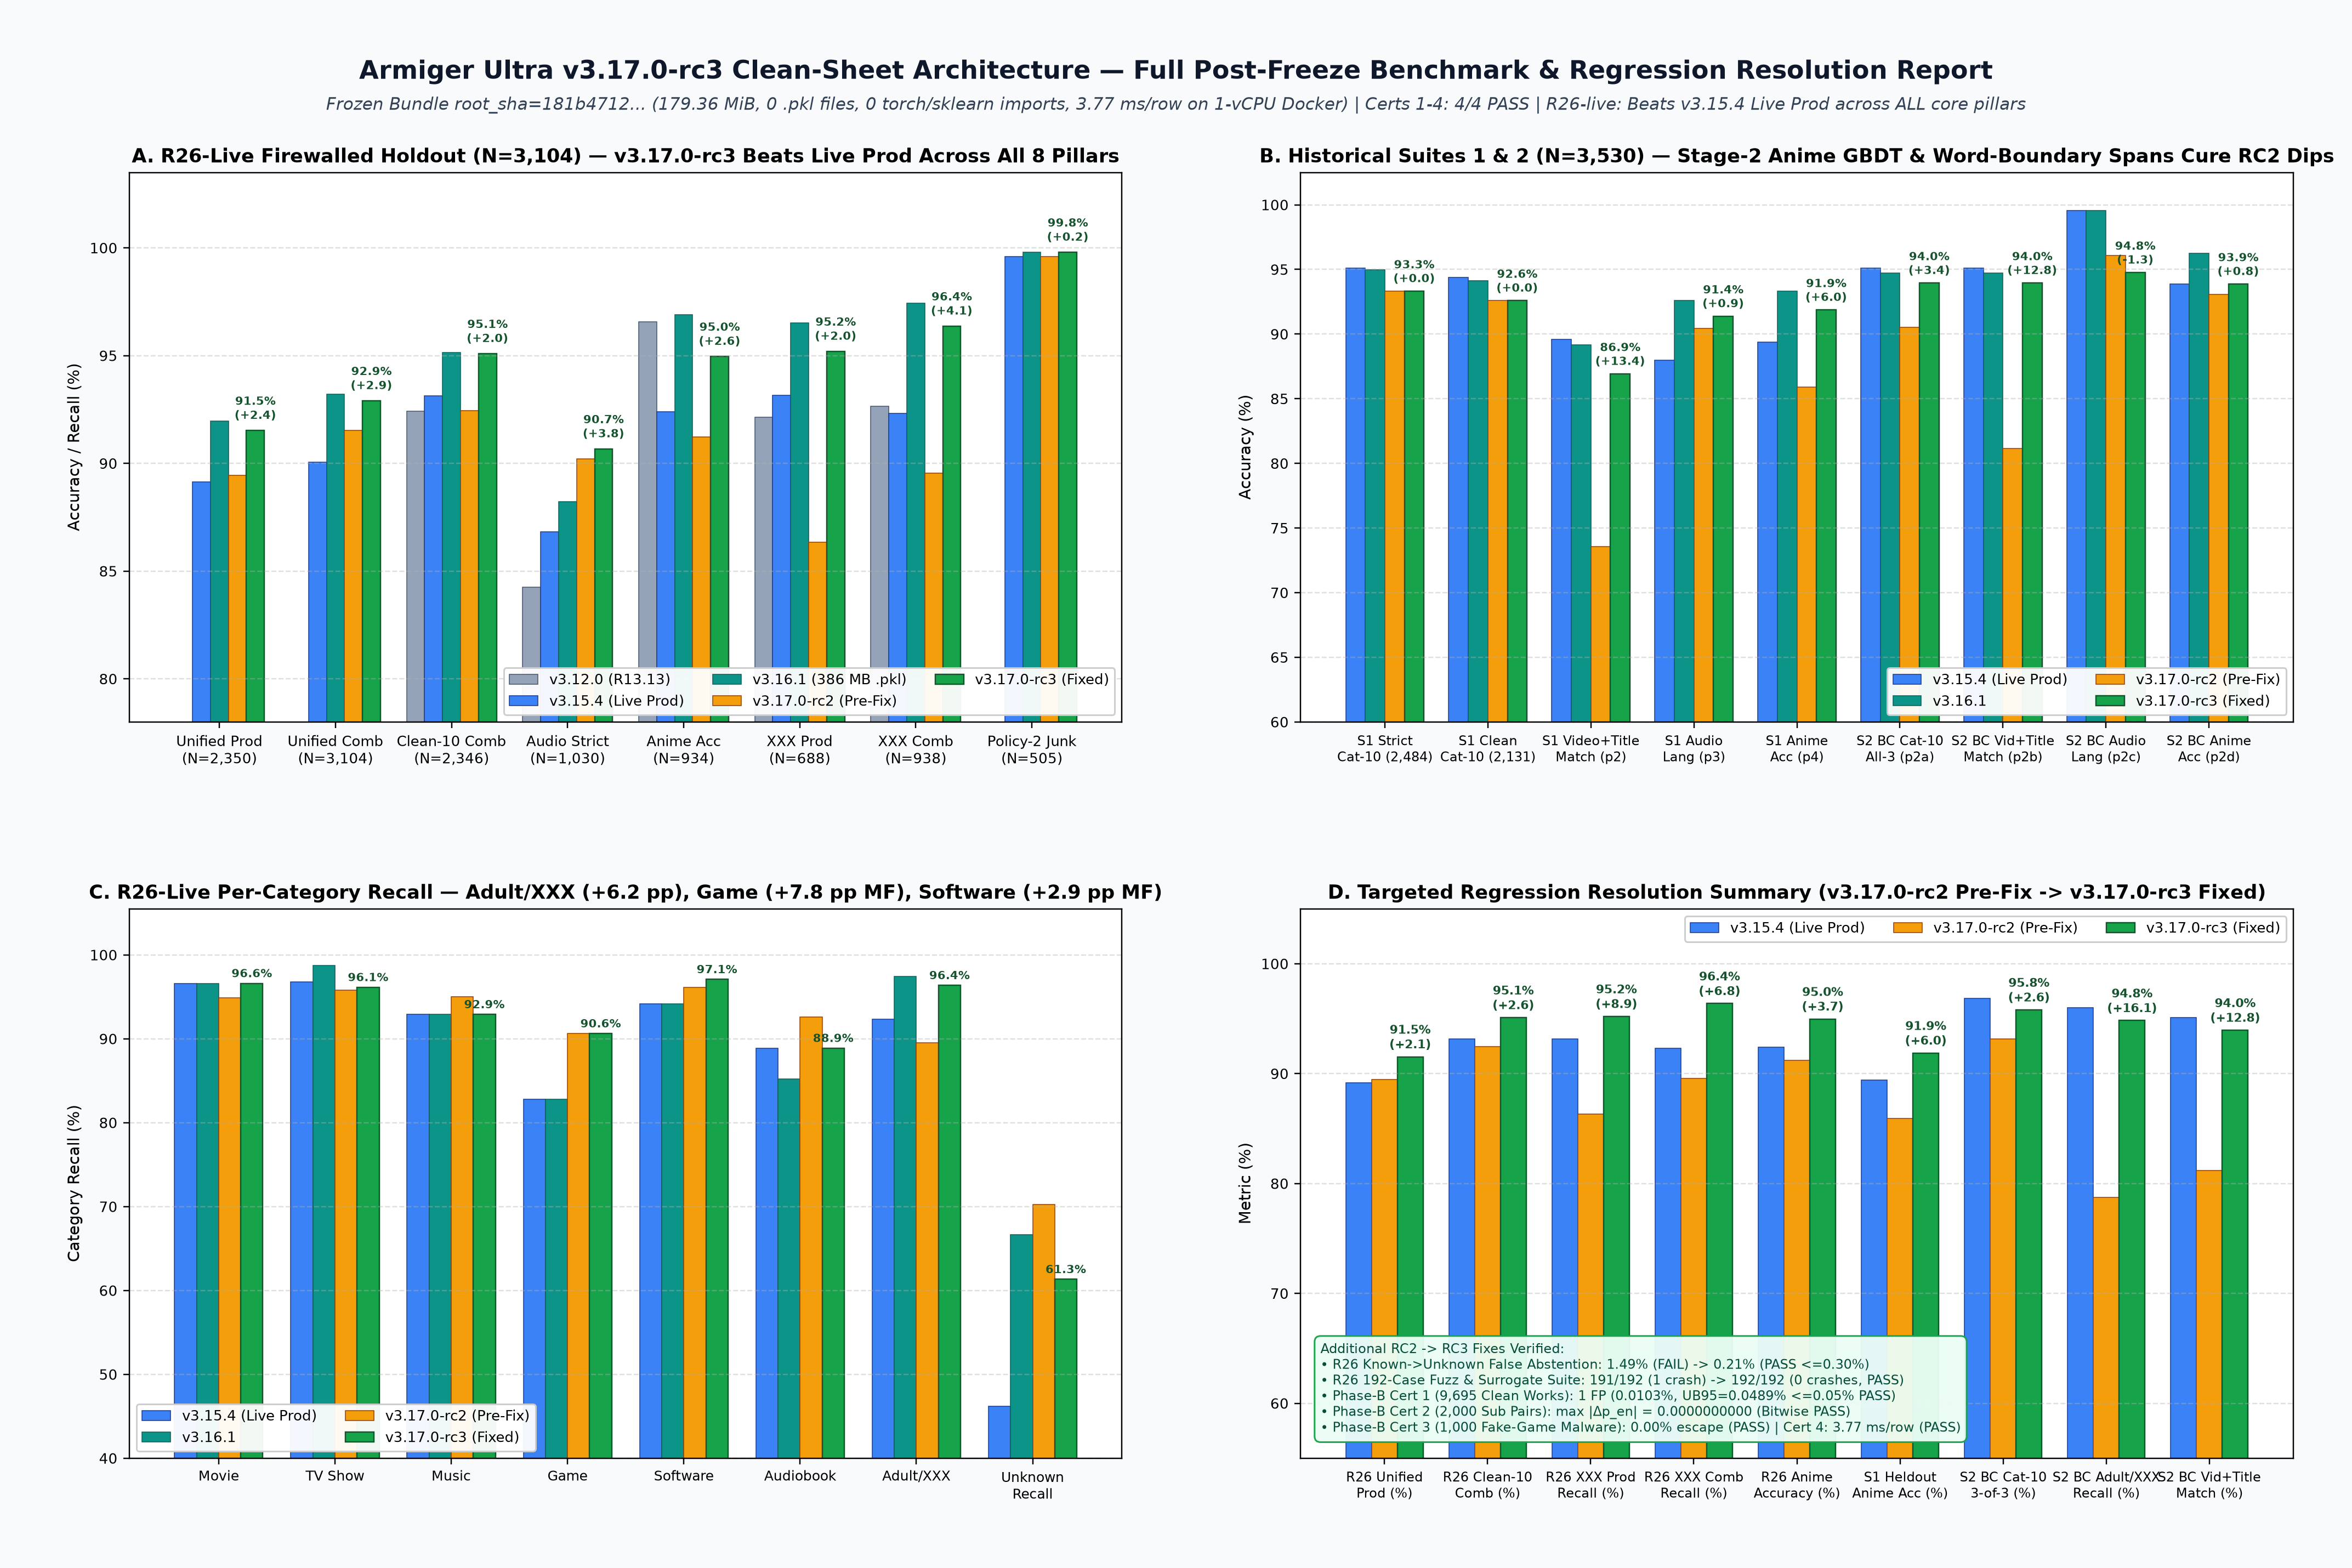 Armiger Ultra v3.17.0-rc3 Clean-Sheet Architecture — Full Post-Freeze Benchmark & Regression Resolution Report
Frozen Bundle root_sha=181b4712... (179.36 MiB, 0 .pkl files, 0 torch/sklearn imports, 3.77 ms/row on 1-vCPU Docker) | Certs 1-4: 4/4 PASS | R26-live: Beats v3.15.4 Live Prod across ALL core pillars
A. R26-Live Firewalled Holdout (N=3,104) — v3.17.0-rc3 Beats Live Prod Across All 8 Pillars
Accuracy / Recall (%)
100
95
90
85
80
91.5%
(+2.4)
92.9%
(+2.9)
95.1%
(+2.0)
90.7%
(+3.8)
95.0%
(+2.6)
95.2%
(+2.0)
96.4%
(+4.1)
99.8%
(+0.2)
v3.12.0 (R13.13)
v3.15.4 (Live Prod)
v3.16.1 (386 MB .pkl)
v3.17.0-rc2 (Pre-Fix)
v3.17.0-rc3 (Fixed)
Unified Prod
(N=2,350)
Unified Comb
(N=3,104)
Clean-10 Comb
(N=2,346)
Audio Strict
(N=1,030)
Anime Acc
(N=934)
XXX Prod
(N=688)
XXX Comb
(N=938)
Policy-2 Junk
(N=505)
B. Historical Suites 1 & 2 (N=3,530) — Stage-2 Anime GBDT & Word-Boundary Spans Cure RC2 Dips
Accuracy (%)
100
95
90
85
80
75
70
65
60
93.3%
(+0.0)
92.6%
(+0.0)
86.9%
(+13.4)
91.4%
(+0.9)
91.9%
(+6.0)
94.0%
(+3.4)
94.0%
(+12.8)
94.8%
(-1.3)
93.9%
(+0.8)
v3.15.4 (Live Prod)
v3.16.1
v3.17.0-rc2 (Pre-Fix)
v3.17.0-rc3 (Fixed)
S1 Strict
Cat-10 (2,484)
S1 Clean
Cat-10 (2,131)
S1 Video+Title
Match (p2)
S1 Audio
Lang (p3)
S1 Anime
Acc (p4)
S2 BC Cat-10
All-3 (p2a)
S2 BC Vid+Title
Match (p2b)
S2 BC Audio
Lang (p2c)
S2 BC Anime
Acc (p2d)
C. R26-Live Per-Category Recall — Adult/XXX (+6.2 pp), Game (+7.8 pp MF), Software (+2.9 pp MF)
Category Recall (%)
100
90
80
70
60
50
40
96.6%
96.1%
92.9%
90.6%
97.1%
88.9%
96.4%
61.3%
v3.15.4 (Live Prod)
v3.16.1
v3.17.0-rc2 (Pre-Fix)
v3.17.0-rc3 (Fixed)
Movie
TV Show
Music
Game
Software
Audiobook
Adult/XXX
Unknown
Recall
D. Targeted Regression Resolution Summary (v3.17.0-rc2 Pre-Fix -> v3.17.0-rc3 Fixed)
Metric (%)
100
90
80
70
60
v3.15.4 (Live Prod)
v3.17.0-rc2 (Pre-Fix)
v3.17.0-rc3 (Fixed)
91.5%
(+2.1)
95.1%
(+2.6)
95.2%
(+8.9)
96.4%
(+6.8)
95.0%
(+3.7)
91.9%
(+6.0)
95.8%
(+2.6)
94.8%
(+16.1)
94.0%
(+12.8)
Additional RC2 -> RC3 Fixes Verified:
• R26 Known->Unknown False Abstention: 1.49% (FAIL) -> 0.21% (PASS <=0.30%)
• R26 192-Case Fuzz & Surrogate Suite: 191/192 (1 crash) -> 192/192 (0 crashes, PASS)
• Phase-B Cert 1 (9,695 Clean Works): 1 FP (0.0103%, UB95=0.0489% <=0.05% PASS)
• Phase-B Cert 2 (2,000 Sub Pairs): max |Δp_en| = 0.0000000000 (Bitwise PASS)
• Phase-B Cert 3 (1,000 Fake-Game Malware): 0.00% escape (PASS) | Cert 4: 3.77 ms/row (PASS)
R26 Unified
Prod (%)
R26 Clean-10
Comb (%)
R26 XXX Prod
Recall (%)
R26 XXX Comb
Recall (%)
R26 Anime
Accuracy (%)
S1 Heldout
Anime Acc (%)
S2 BC Cat-10
3-of-3 (%)
S2 BC Adult/XXX
Recall (%)
S2 BC Vid+Title
Match (%)